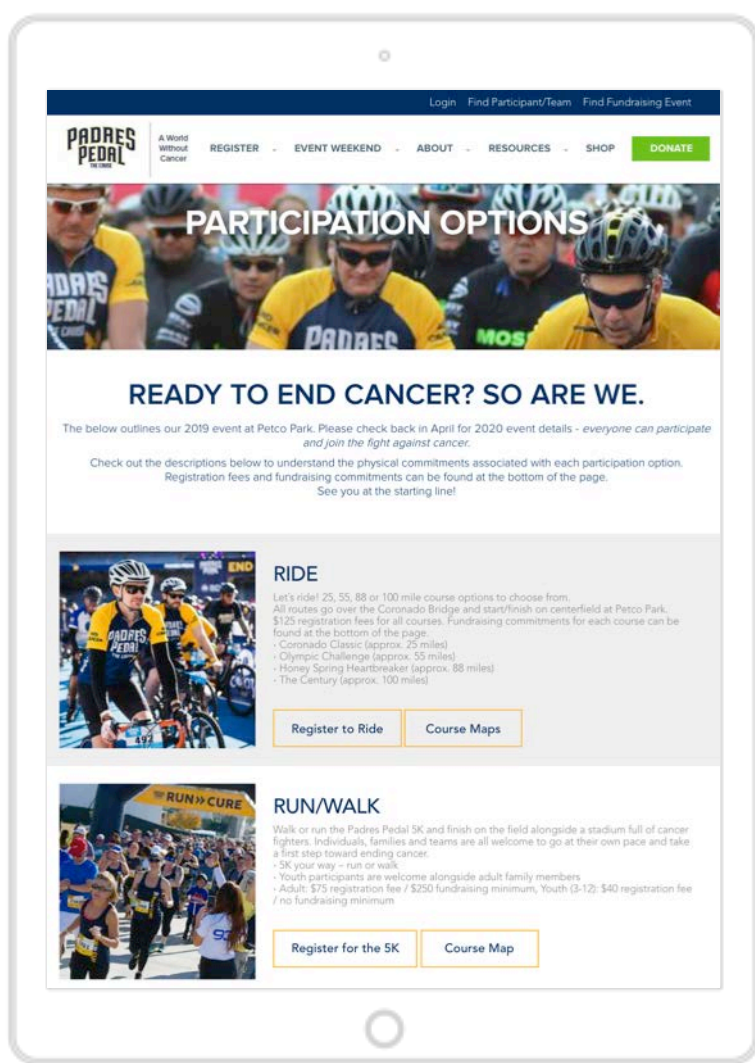 Login Find Participant/Team Find Fundraising Event
PADRES PEDAL THE CAUSE
A World
Without
Cancer
REGISTER EVENT WEEKEND ABOUT RESOURCES SHOP DONATE
PARTICIPATION OPTIONS
PADRES
PEDAL
PADRES
MOS
READY TO END CANCER? SO ARE WE.
The below outlines our 2019 event at Petco Park. Please check back in April for 2020 event details - everyone can participate
and join the fight against cancer.
Check out the descriptions below to understand the physical commitments associated with each participation option.
Registration fees and fundraising commitments can be found at the bottom of the page.
See you at the starting line!
END
PADRES
PEDAL
492
RIDE
Let's ride! 25, 55, 88 or 100 mile course options to choose from.
All routes go over the Coronado Bridge and start/finish on centerfield at Petco Park.
$125 registration fees for all courses. Fundraising commitments for each course can be
found at the bottom of the page.
- Coronado Classic (approx. 25 miles)
- Olympic Challenge (approx. 55 miles)
- Honey Spring Heartbreaker (approx. 88 miles)
- The Century (approx. 100 miles)
Register to Ride Course Maps
RUN»CURE
RUN/WALK
Walk or run the Padres Pedal 5K and finish on the field alongside a stadium full of cancer
fighters. Individuals, families and teams are all welcome to go at their own pace and take
a first step toward ending cancer.
- 5K your way – run or walk
- Youth participants are welcome alongside adult family members
- Adult: $75 registration fee / $250 fundraising minimum, Youth (3-12): $40 registration fee
/ no fundraising minimum
Register for the 5K Course Map